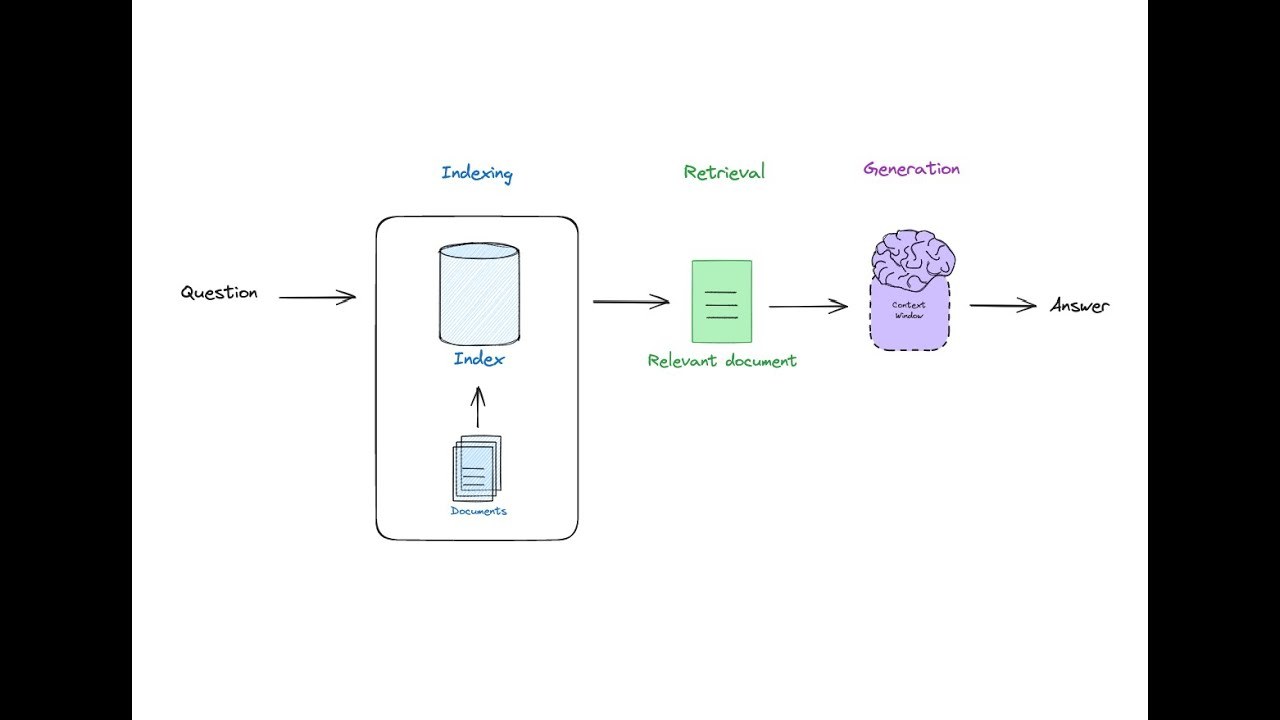 Indexing
Retrieval
Generation
Question
Index
Documents
Relevant document
Context
Window
Answer